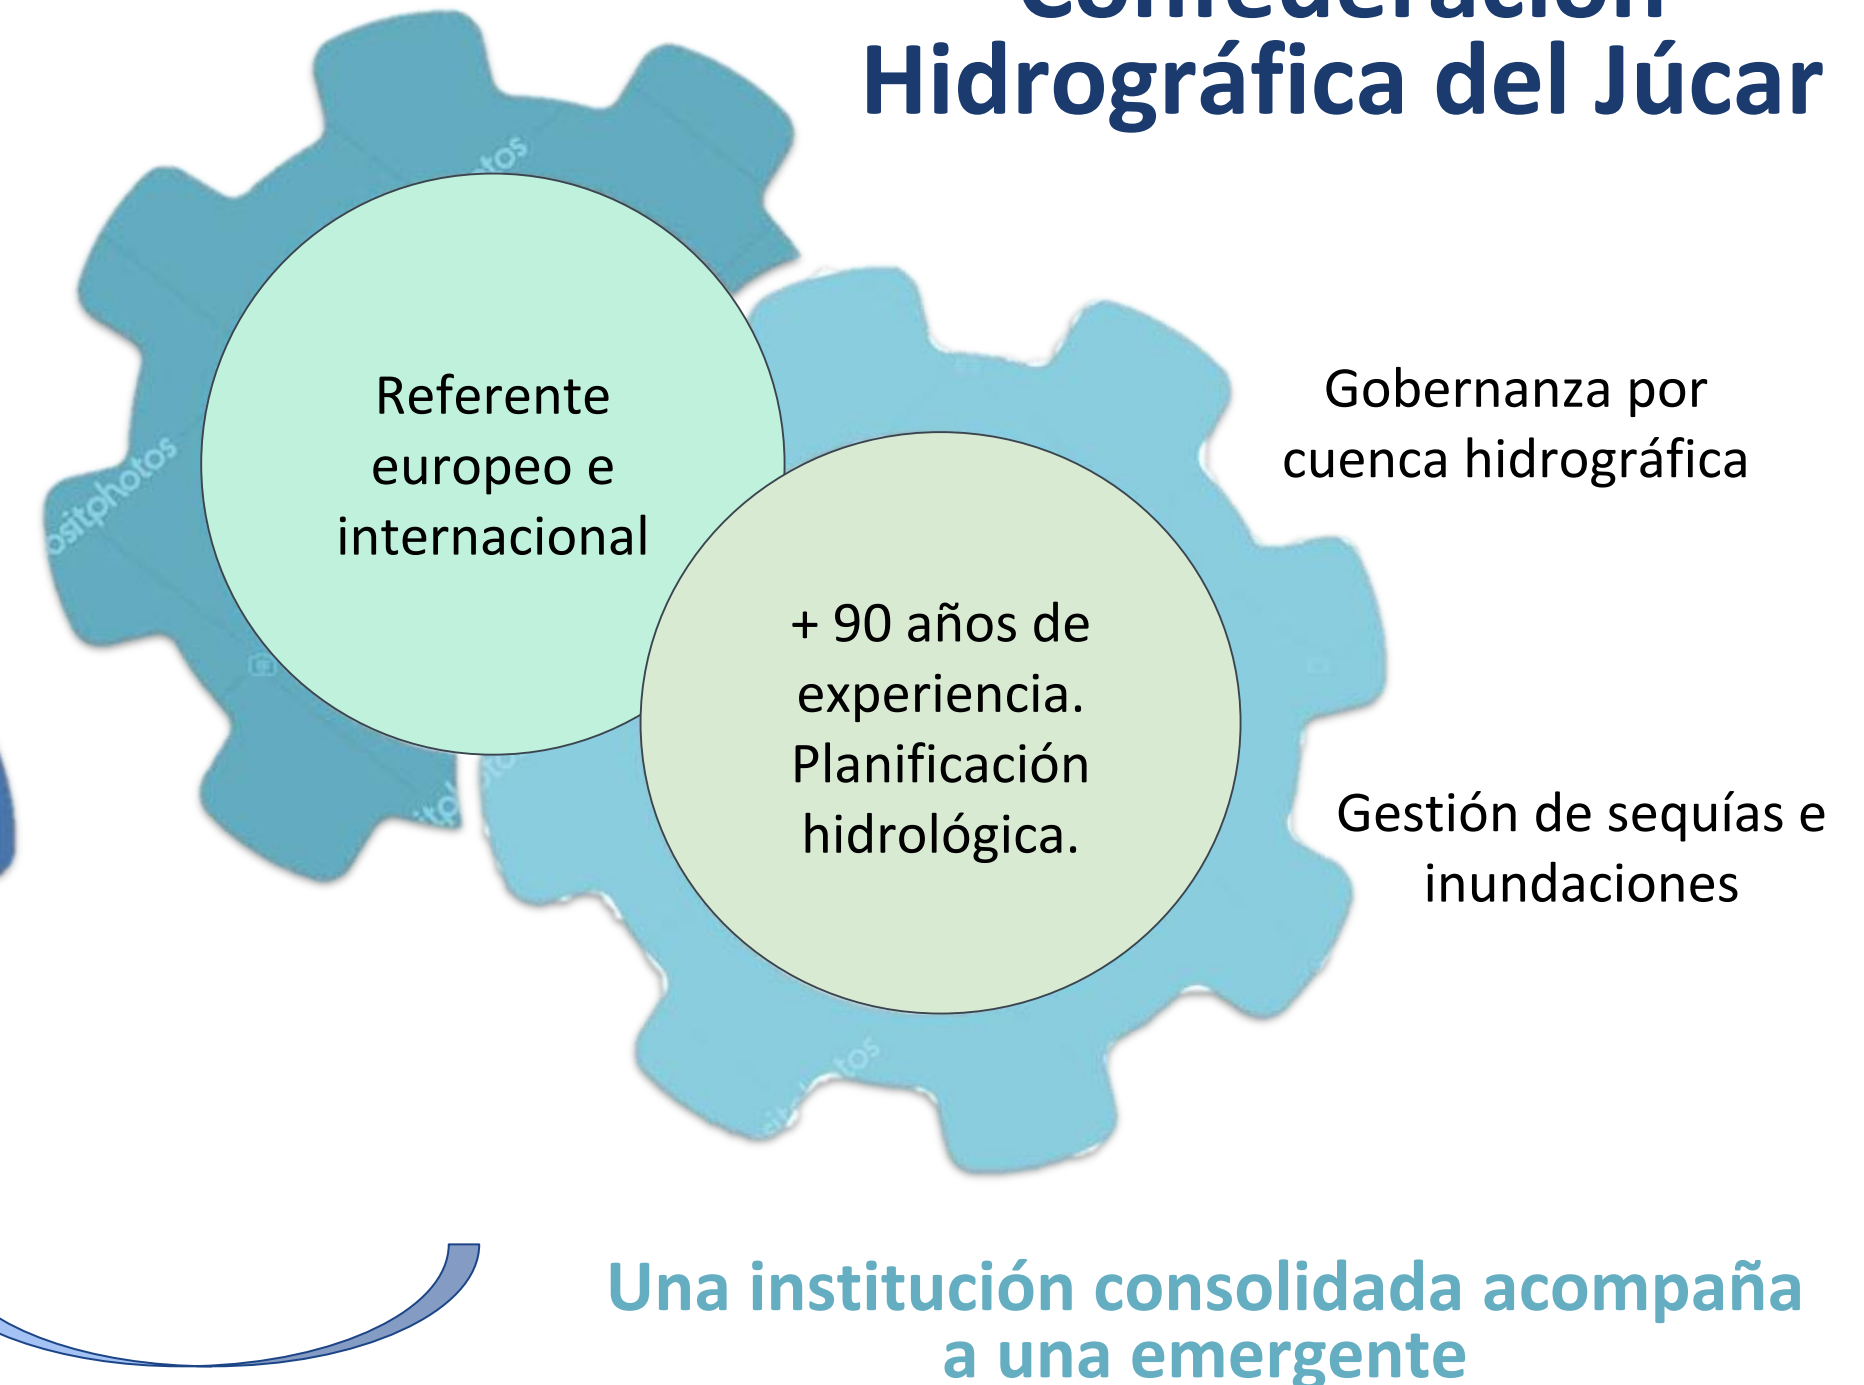 Confederación
Hidrográfica del Júcar
Referente
europeo e
internacional
Gobernanza por
cuenca hidrográfica
+ 90 años de
experiencia.
Planificación
hidrológica.
Gestión de sequías e
inundaciones
Una institución consolidada acompaña
a una emergente